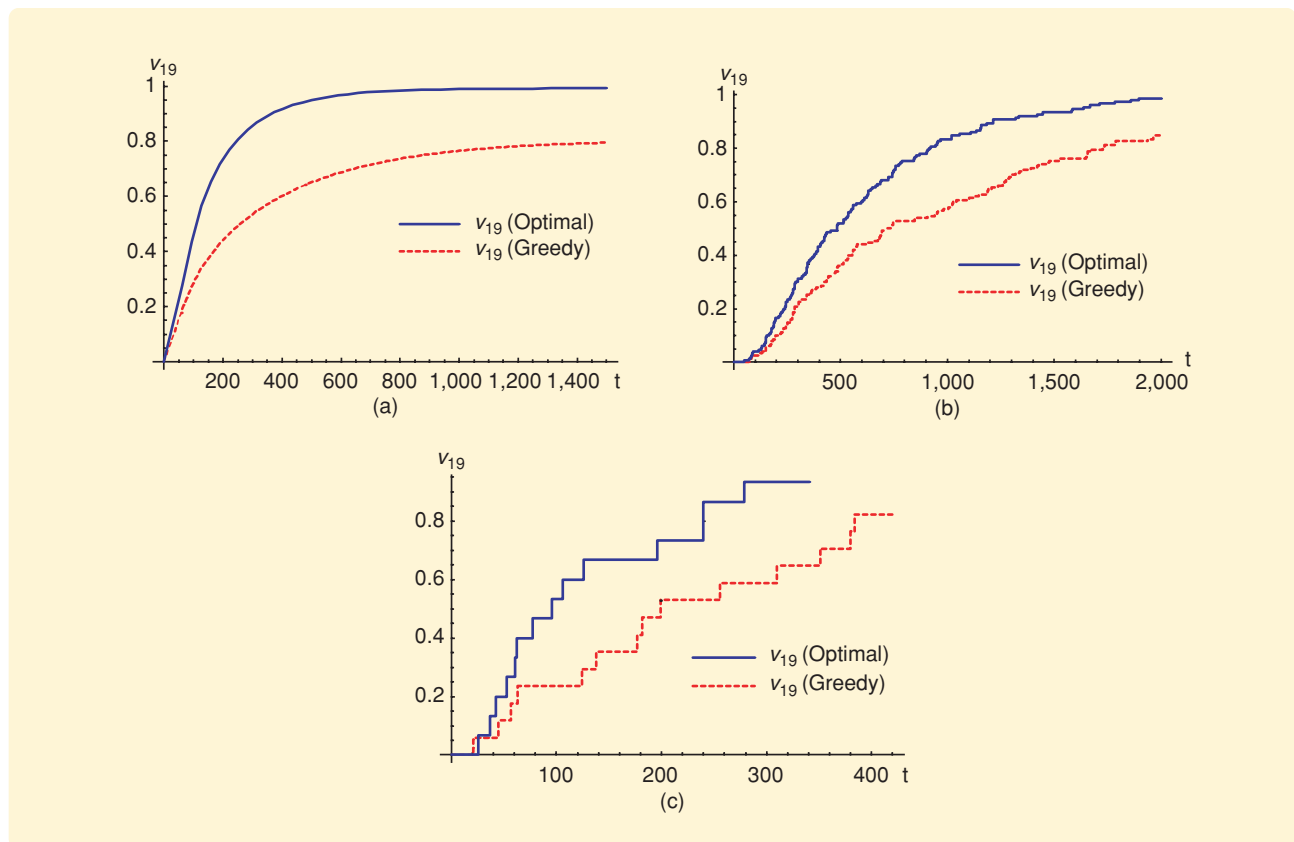 v19
1
0.8
0.6
0.4
0.2
v19 (Optimal)
v19 (Greedy)
200 400 600 800 1,000 1,200 1,400 t
(a)
v19
1
0.8
0.6
0.4
0.2
v19 (Optimal)
v19 (Greedy)
500 1,000 1,500 2,000 t
(b)
v19
0.8
0.6
0.4
0.2
v19 (Optimal)
v19 (Greedy)
100 200 300 400 t
(c)